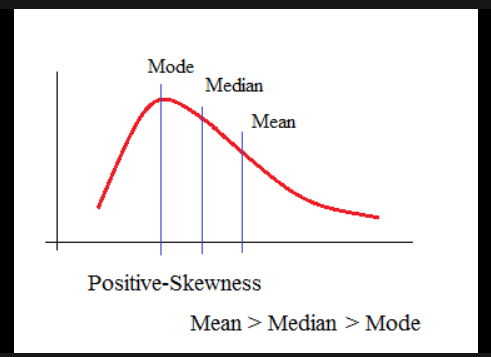 Mode
Median
Mean
Positive-Skewness
Mean > Median > Mode